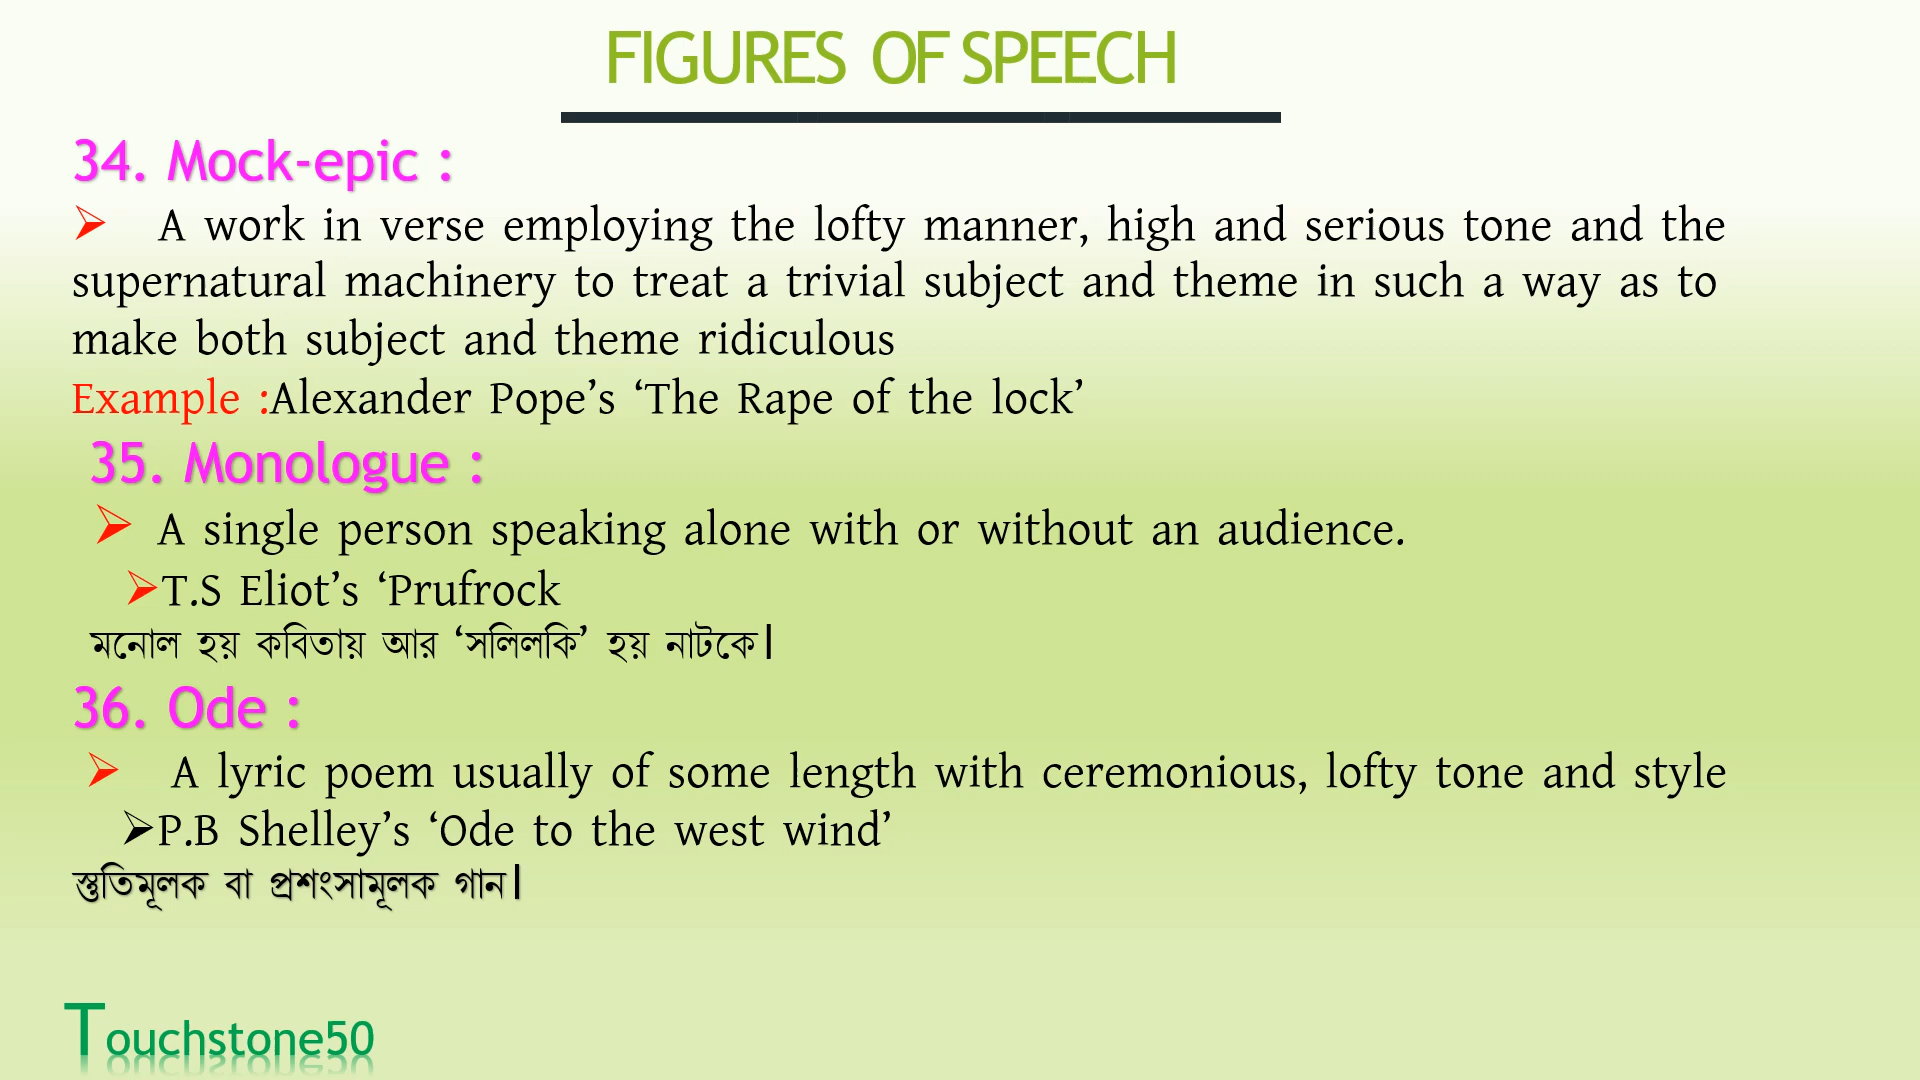 FIGURES OF SPEECH
34. Mock-epic :
➢ A work in verse employing the lofty manner, high and serious tone and the
supernatural machinery to treat a trivial subject and theme in such a way as to
make both subject and theme ridiculous
Example :Alexander Pope’s ‘The Rape of the lock’
35. Monologue :
➢ A single person speaking alone with or without an audience.
➢T.S Eliot’s ‘Prufrock
মনোল হয় কবিতায় আর ‘সলিলকি’ হয় নাটকে।
36. Ode :
➢ A lyric poem usually of some length with ceremonious, lofty tone and style
➢P.B Shelley’s ‘Ode to the west wind’
স্তুতিমূলক বা প্রশংসামূলক গান।
Touchstone50